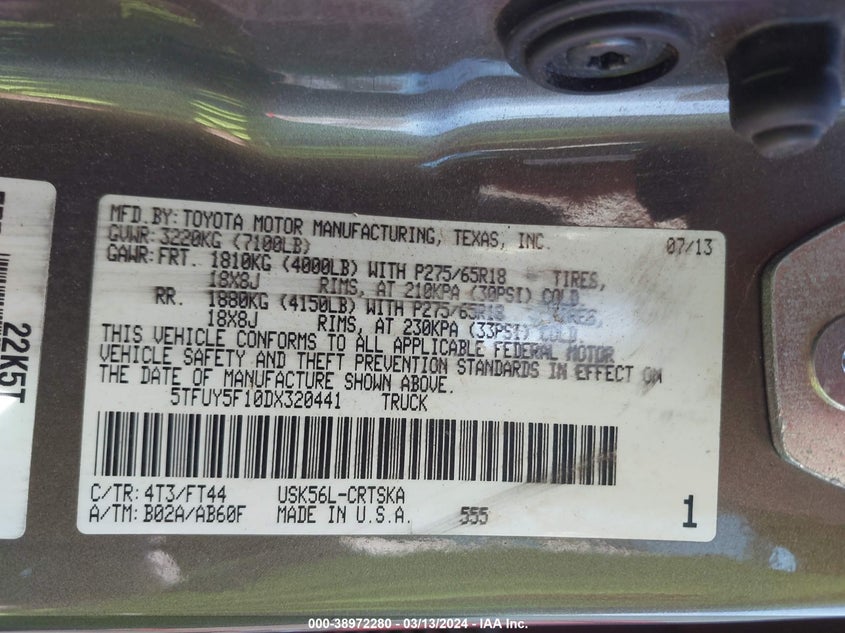 22K5T
MFD.BY:TOYOTA MOTOR MANUFACTURING, TEXAS, INC. 07/13
GVWR:3220KG (7100LB)
GAWR:FRT. 1810KG (4000LB) WITH P275/65R18 TIRES,
18X8J RIMS, AT 210KPA (30PSI) COLD
RR. 1880KG (4150LB) WITH P275/65R18 TIRES,
18X8J RIMS, AT 230KPA (33PSI) COLD
THIS VEHICLE CONFORMS TO ALL APPLICABLE FEDERAL MOTOR
VEHICLE SAFETY AND THEFT PREVENTION STANDARDS IN EFFECT ON
THE DATE OF MANUFACTURE SHOWN ABOVE.
5TFUY5F10DX320441 TRUCK
C/TR:4T3/FT44 USK56L-CRTSKA
A/TM:B02A/AB60F MADE IN U.S.A. 555 1
000-38972280 - 03/13/2024 - IAA Inc.